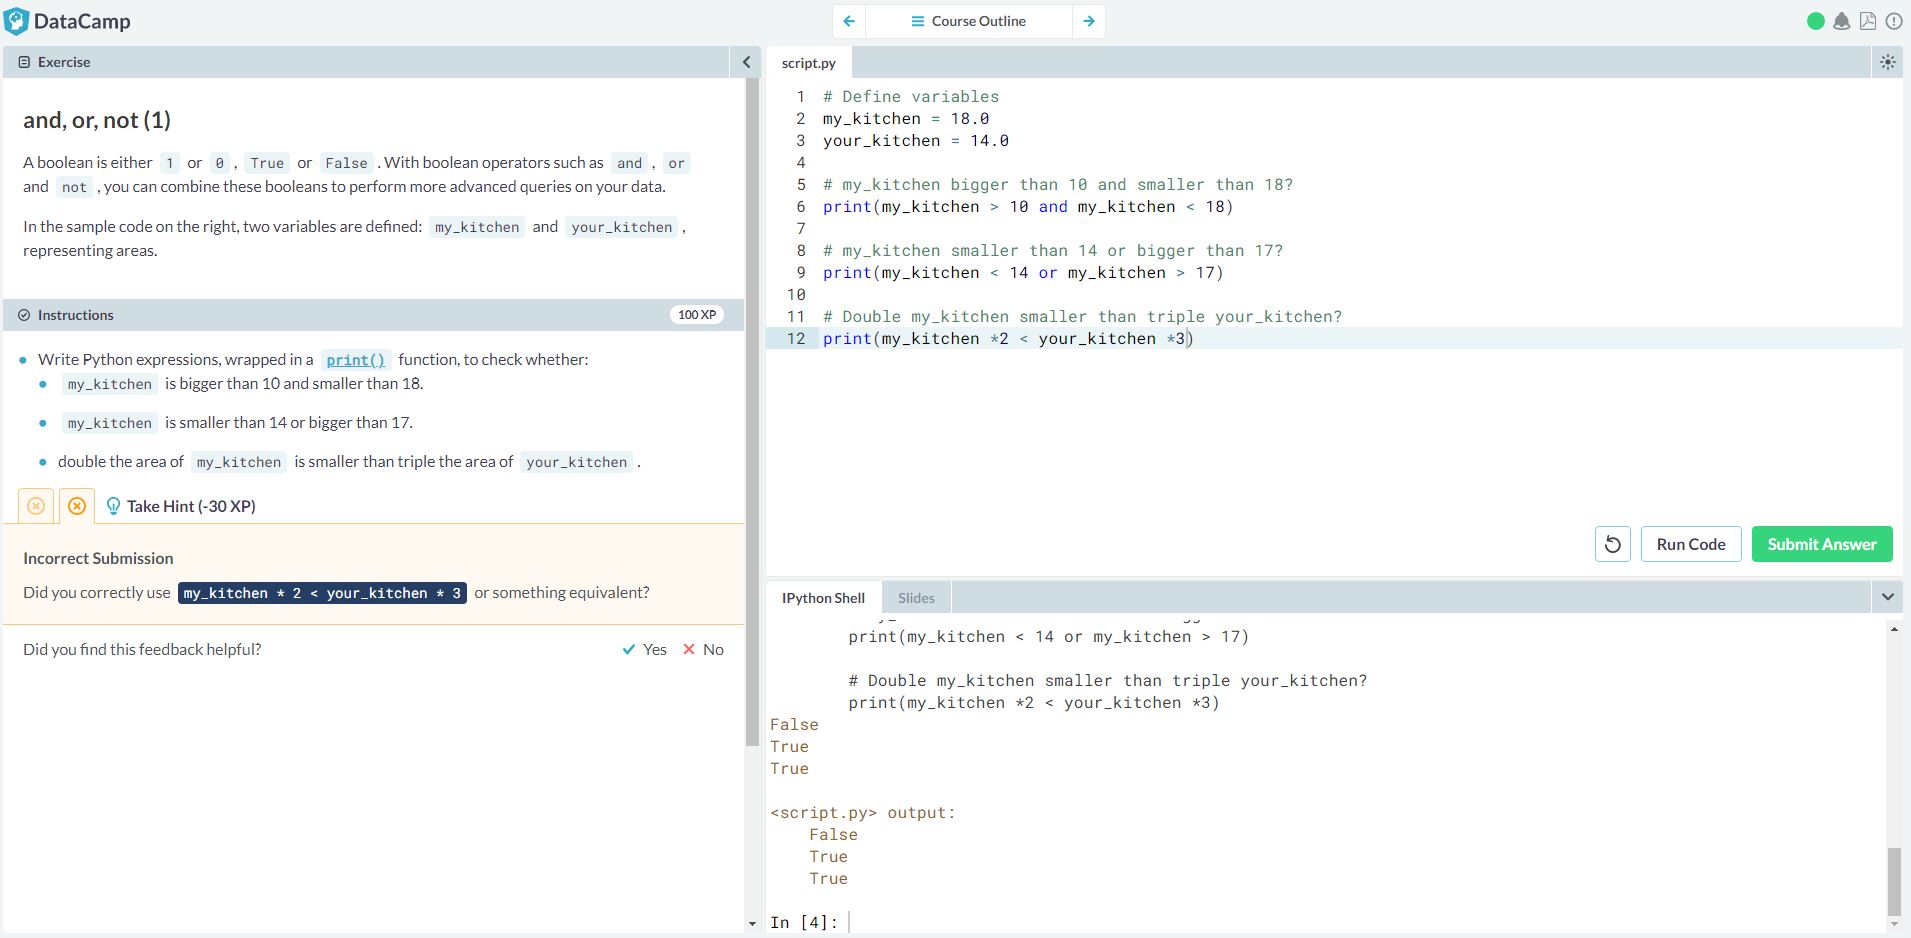 DataCamp
Course Outline
Exercise
and, or, not (1)
A boolean is either 1 or 0 , True or False . With boolean operators such as and , or
and not , you can combine these booleans to perform more advanced queries on your data.
In the sample code on the right, two variables are defined: my_kitchen and your_kitchen ,
representing areas.
Instructions
100 XP
Write Python expressions, wrapped in a print() function, to check whether:
my_kitchen is bigger than 10 and smaller than 18.
my_kitchen is smaller than 14 or bigger than 17.
double the area of my_kitchen is smaller than triple the area of your_kitchen .
Take Hint (-30 XP)
Incorrect Submission
Did you correctly use my_kitchen * 2 < your_kitchen * 3 or something equivalent?
Did you find this feedback helpful?
Yes
No
script.py
1 # Define variables
2 my_kitchen = 18.0
3 your_kitchen = 14.0
4
5 # my_kitchen bigger than 10 and smaller than 18?
6 print(my_kitchen > 10 and my_kitchen < 18)
7
8 # my_kitchen smaller than 14 or bigger than 17?
9 print(my_kitchen < 14 or my_kitchen > 17)
10
11 # Double my_kitchen smaller than triple your_kitchen?
12 print(my_kitchen *2 < your_kitchen *3)
Run Code
Submit Answer
IPython Shell
Slides
print(my_kitchen < 14 or my_kitchen > 17)
# Double my_kitchen smaller than triple your_kitchen?
print(my_kitchen *2 < your_kitchen *3)
False
True
True
<script.py> output:
False
True
True
In [4]: